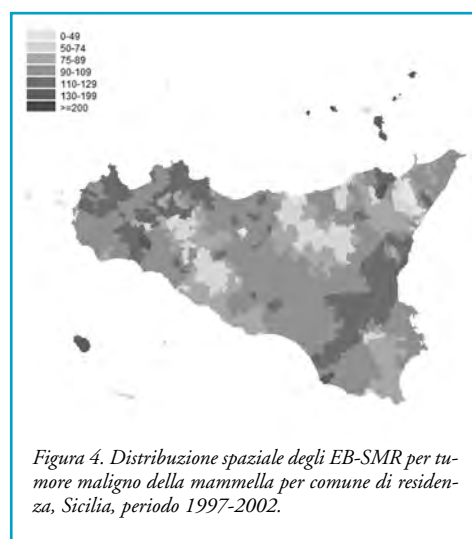 0-49
50-74
75-89
90-109
110-129
130-199
>=200
Figura 4. Distribuzione spaziale degli EB-SMR per tu-
more maligno della mammella per comune di residen-
za, Sicilia, periodo 1997-2002.